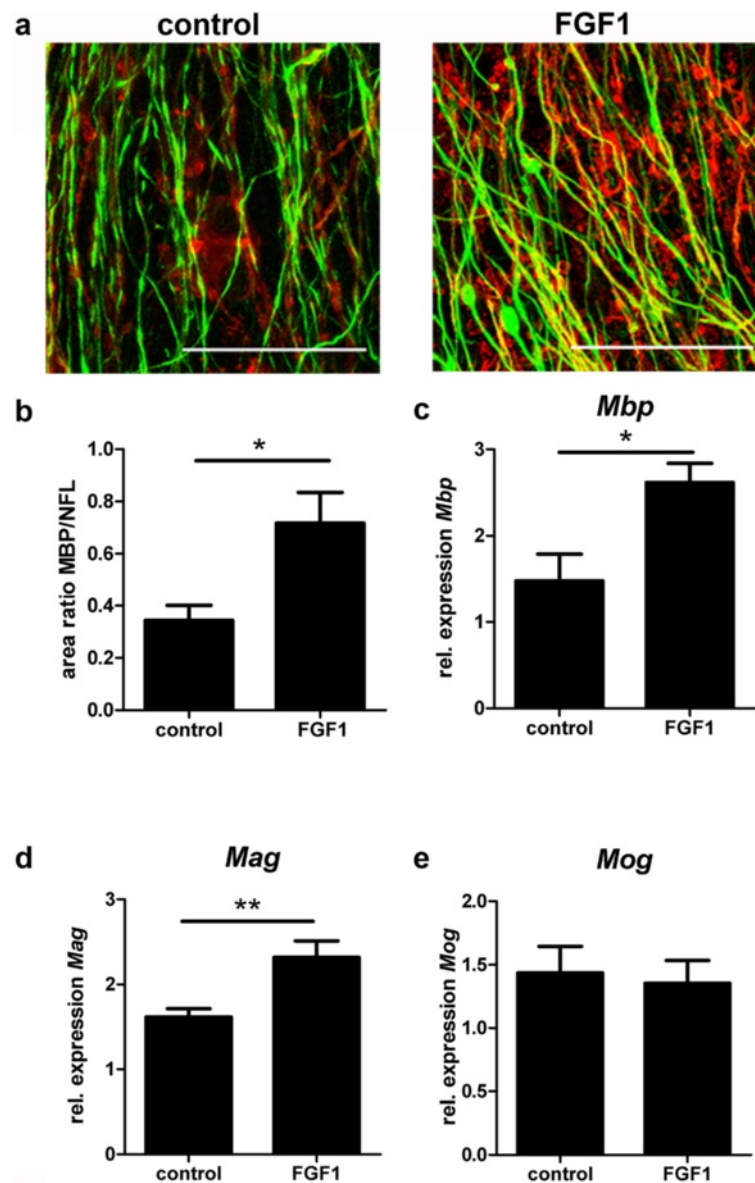 a control FGF1
b
area ratio MBP/NFL
1.0
0.8
0.6
0.4
0.2
0.0
*
control FGF1
c Mbp
rel. expression Mbp
3
2
1
0
*
control FGF1
d Mag
rel. expression Mag
3
2
1
0
**
control FGF1
e Mog
rel. expression Mog
2.0
1.5
1.0
0.5
0.0
control FGF1